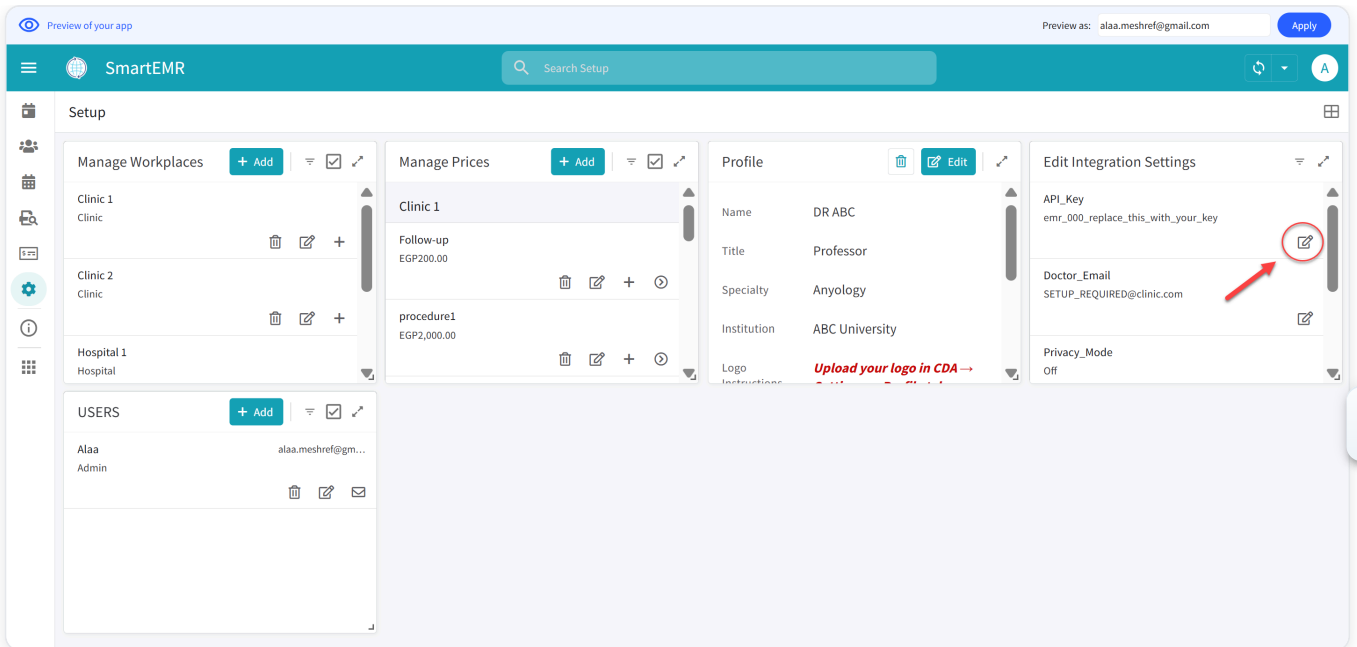 Preview of your app
Preview as: alaa.meshref@gmail.com Apply
SmartEMR
Search Setup
A
Setup
Manage Workplaces
+ Add
Clinic 1
Clinic
Clinic 2
Clinic
Hospital 1
Hospital
Manage Prices
+ Add
Clinic 1
Follow-up
EGP200.00
procedure1
EGP2,000.00
Profile
Edit
Name DR ABC
Title Professor
Specialty Anyology
Institution ABC University
Logo Upload your logo in CDA→
Instructions
Edit Integration Settings
API_Key
emr_000_replace_this_with_your_key
Doctor_Email
SETUP_REQUIRED@clinic.com
Privacy_Mode
Off
USERS
+ Add
Alaa alaa.meshref@gm...
Admin